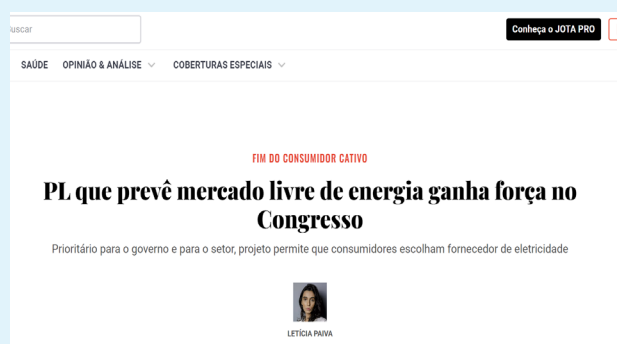 Buscar
Conheça o JOTA PRO
SAÚDE OPINIÃO & ANÁLISE COBERTURAS ESPECIAIS
FIM DO CONSUMIDOR CATIVO
PL que prevê mercado livre de energia ganha força no
Congresso
Prioritário para o governo e para o setor, projeto permite que consumidores escolham fornecedor de eletricidade
LETÍCIA PAIVA